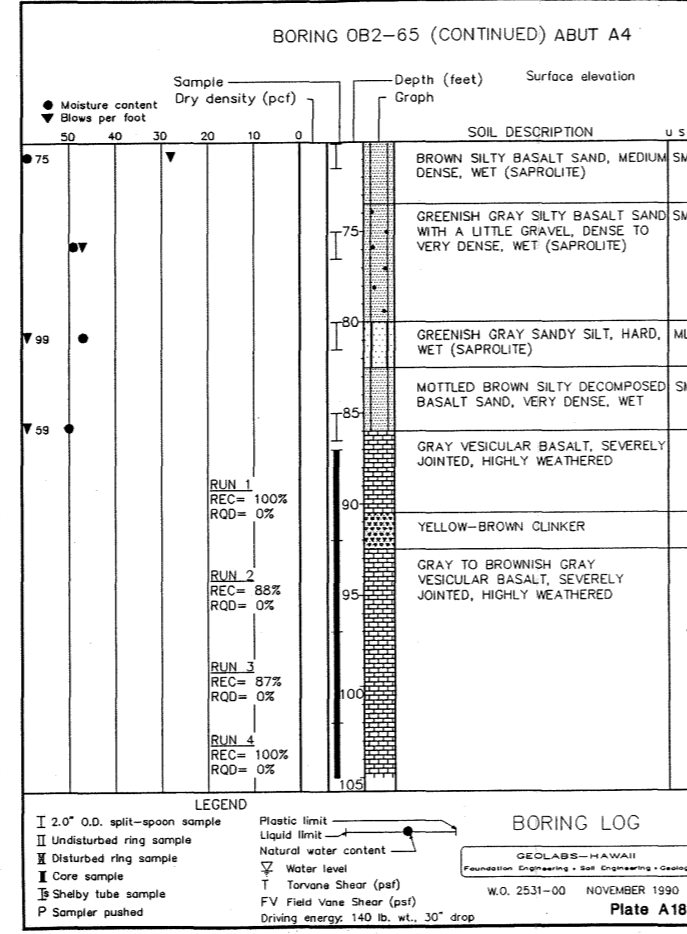 BORING OB2-65 (CONTINUED) ABUT A4
Sample
Depth (feet)
Surface elevation
● Moisture content
Dry density (pcf)
Graph
▼ Blows per foot
50 40 30 20 10 0
SOIL DESCRIPTION
U S
75
BROWN SILTY BASALT SAND, MEDIUM
DENSE, WET (SAPROLITE)
SM
75
GREENISH GRAY SILTY BASALT SAND
WITH A LITTLE GRAVEL, DENSE TO
VERY DENSE, WET (SAPROLITE)
SM
80
99
GREENISH GRAY SANDY SILT, HARD,
WET (SAPROLITE)
ML
MOTTLED BROWN SILTY DECOMPOSED
BASALT SAND, VERY DENSE, WET
SM
85
59
GRAY VESICULAR BASALT, SEVERELY
JOINTED, HIGHLY WEATHERED
RUN 1
REC= 100%
RQD= 0%
90
YELLOW-BROWN CLINKER
GRAY TO BROWNISH GRAY
VESICULAR BASALT, SEVERELY
JOINTED, HIGHLY WEATHERED
RUN 2
REC= 88%
RQD= 0%
95
RUN 3
REC= 87%
RQD= 0%
100
RUN 4
REC= 100%
RQD= 0%
105
LEGEND
2.0" O.D. split-spoon sample
Undisturbed ring sample
Disturbed ring sample
Core sample
Shelby tube sample
P Sampler pushed
Plastic limit
Liquid limit
Natural water content
Water level
T Torvane Shear (psf)
FV Field Vane Shear (psf)
Driving energy: 140 lb. wt., 30" drop
BORING LOG
GEOLABS-HAWAII
Foundation Engineering • Soil Engineering • Geolog
W.O. 2531-00 NOVEMBER 1990
Plate A18